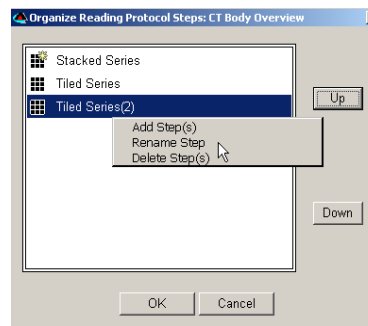 Organize Reading Protocol Steps: CT Body Overview
Stacked Series
Tiled Series
Tiled Series(2)
Add Step(s)
Rename Step
Delete Step(s)
Up
Down
OK
Cancel